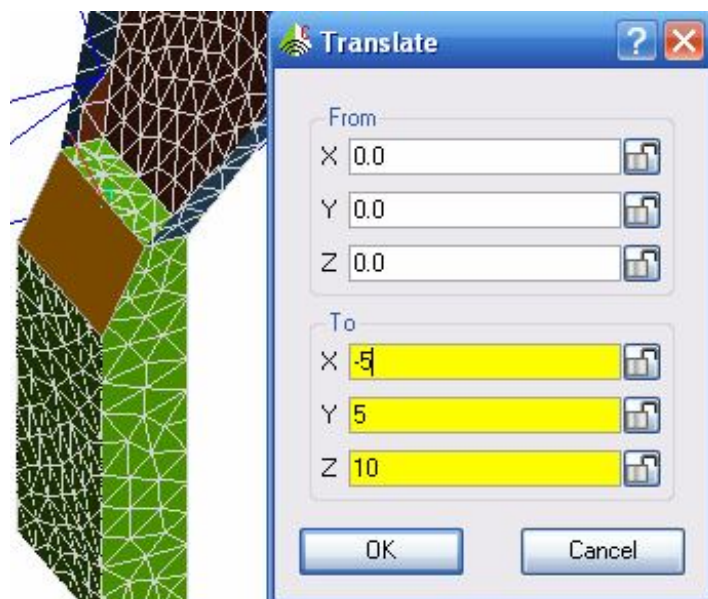 Translate
From
X 0.0
Y 0.0
Z 0.0
To
X -5
Y 5
Z 10
OK Cancel